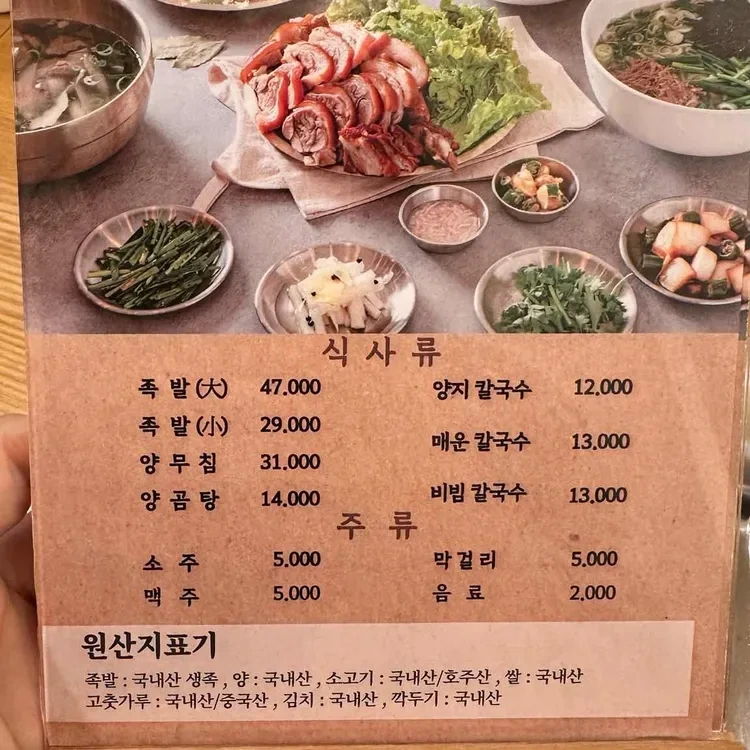 식 사 류
족 발 (大) 47.000 양지 칼국수 12.000
족 발 (小) 29.000
매운 칼국수 13.000
양 무 침 31.000
양 곰 탕 14.000 비빔 칼국수 13.000
주 류
소 주 5.000 막걸리 5.000
맥 주 5.000 음 료 2.000
원산지표기
족발 : 국내산 생족 , 양 : 국내산 , 소고기 : 국내산/호주산 , 쌀 : 국내산
고춧가루 : 국내산/중국산 , 김치 : 국내산 , 깍두기 : 국내산